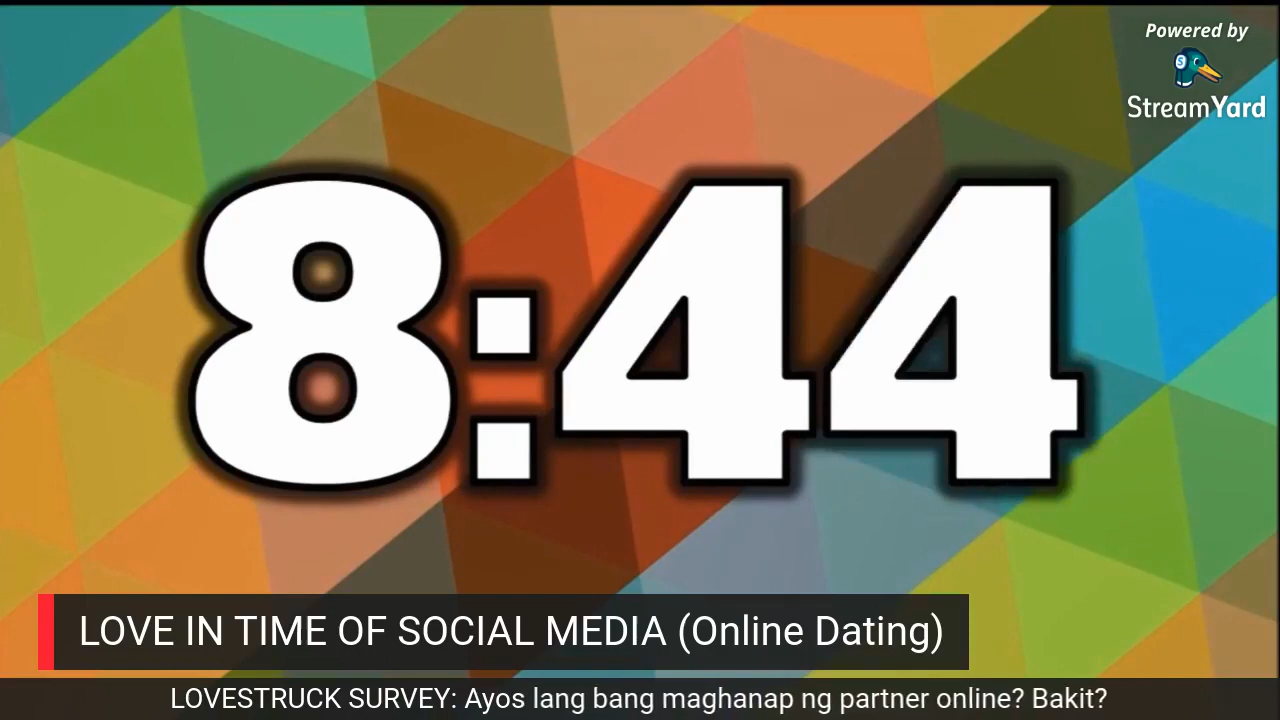 Powered by
StreamYard
8:44
LOVE IN TIME OF SOCIAL MEDIA (Online Dating)
LOVESTRUCK SURVEY: Ayos lang bang maghanap ng partner online? Bakit?